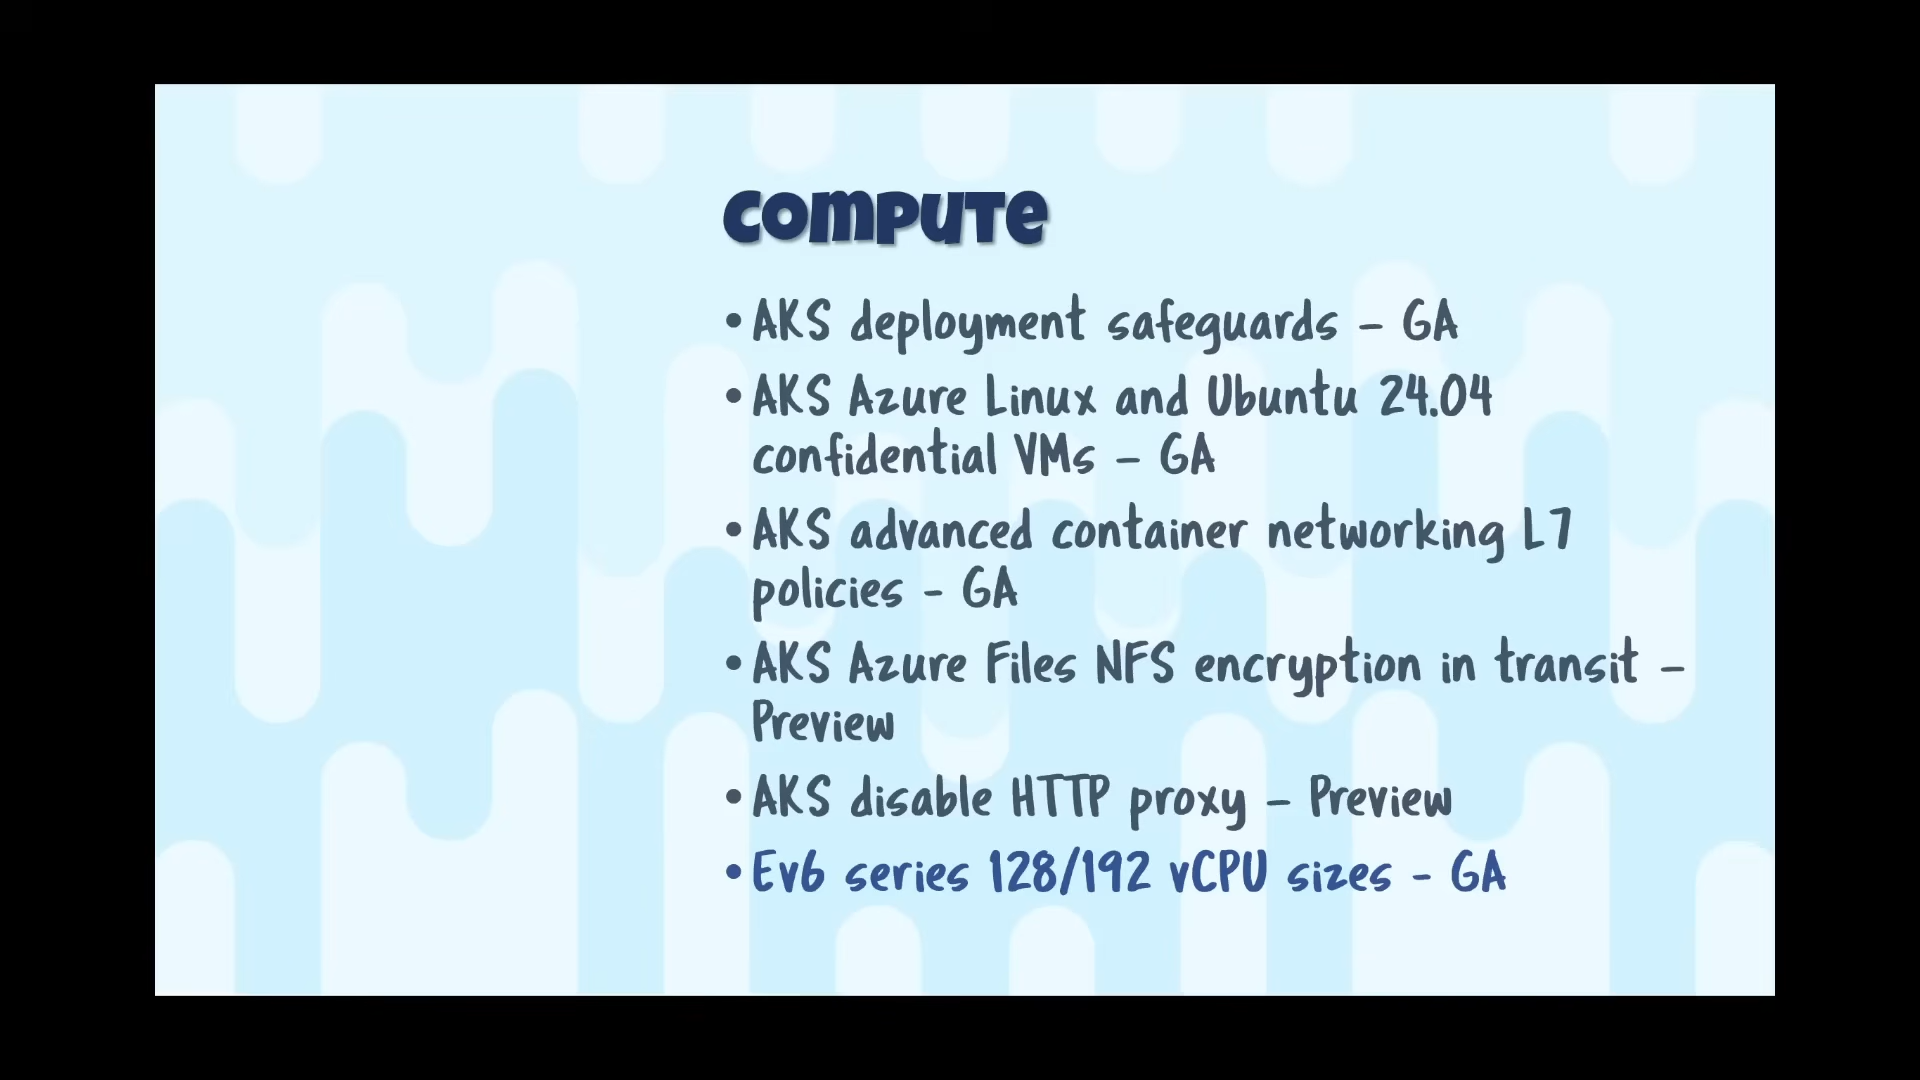 COMPUTE
• AKS deployment safeguards – GA
• AKS Azure Linux and Ubuntu 24.04
confidential VMs – GA
• AKS advanced container networking L7
policies - GA
• AKS Azure Files NFS encryption in transit –
Preview
• AKS disable HTTP proxy – Preview
• Ev6 series 128/192 vCPU sizes - GA